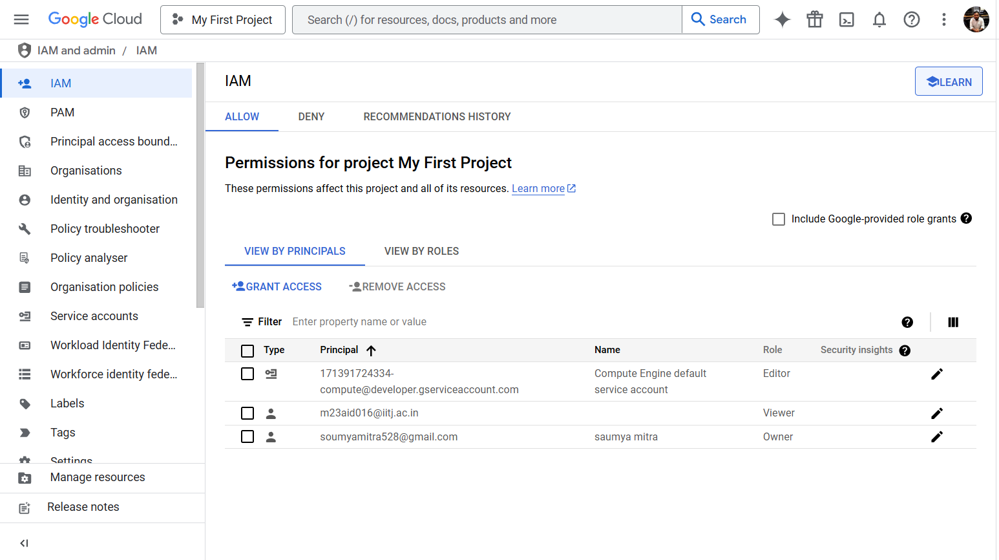 Google Cloud
My First Project
Search (/) for resources, docs, products and more
Search
IAM and admin / IAM
IAM
PAM
Principal access bound...
Organisations
Identity and organisation
Policy troubleshooter
Policy analyser
Organisation policies
Service accounts
Workload Identity Fede...
Workforce identity fede...
Labels
Tags
Settings
Manage resources
Release notes
IAM
LEARN
ALLOW DENY RECOMMENDATIONS HISTORY
Permissions for project My First Project
These permissions affect this project and all of its resources. Learn more
Include Google-provided role grants
VIEW BY PRINCIPALS VIEW BY ROLES
GRANT ACCESS REMOVE ACCESS
Filter Enter property name or value
Type Principal Name Role Security insights
171391724334- Compute Engine default Editor
compute@developer.gserviceaccount.com service account
m23aid016@iitj.ac.in Viewer
soumyamitra528@gmail.com saumya mitra Owner